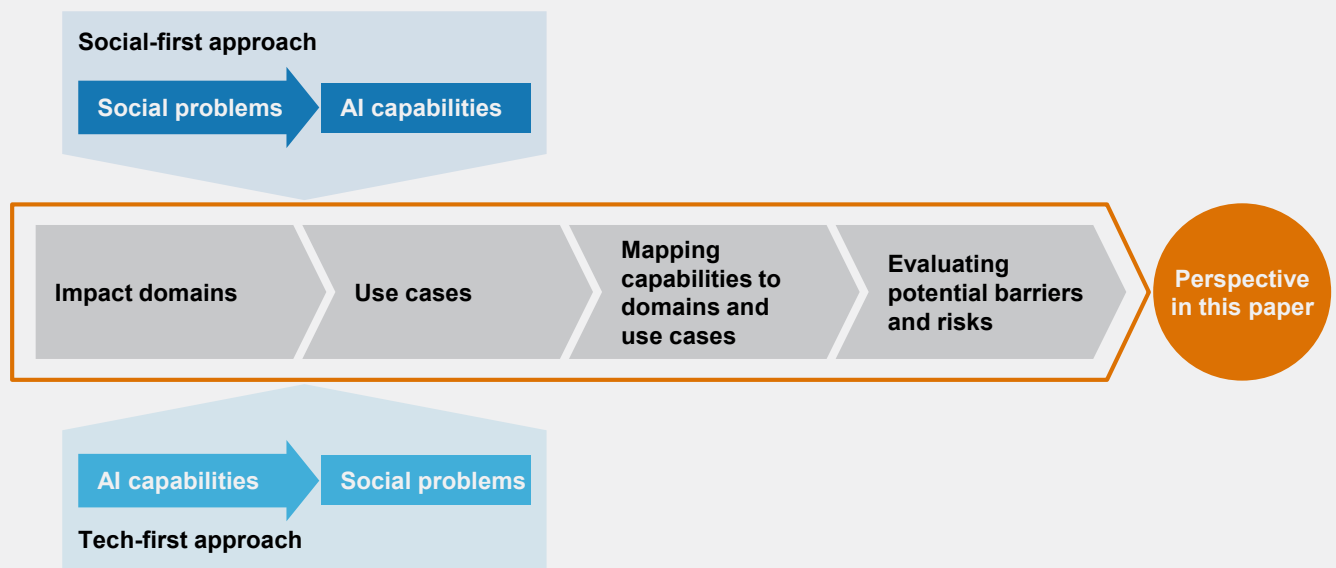 Social-first approach
Social problems
AI capabilities
Impact domains
Use cases
Mapping
capabilities to
domains and
use cases
Evaluating
potential barriers
and risks
Perspective
in this paper
AI capabilities
Social problems
Tech-first approach